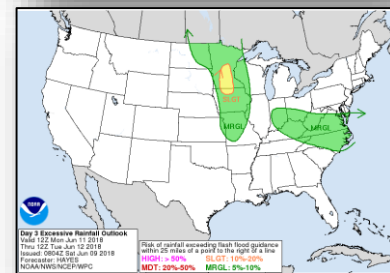 SLGT
MRGL
MRGL
NOAA
Day 3 Excessive Rainfall Outlook
Valid 12Z Mon Jun 11 2018
Thru 12Z Tue Jun 12 2018
Issued: 0804Z Sat Jun 09 2018
Forecaster: HAYES
NOAA/NWS/NCEP/WPC
Risk of rainfall exceeding flash flood guidance
within 25 miles of a point to the right of a line
HIGH: > 50% SLGT: 10%-20%
MDT: 20%-50% MRGL: 5%-10%